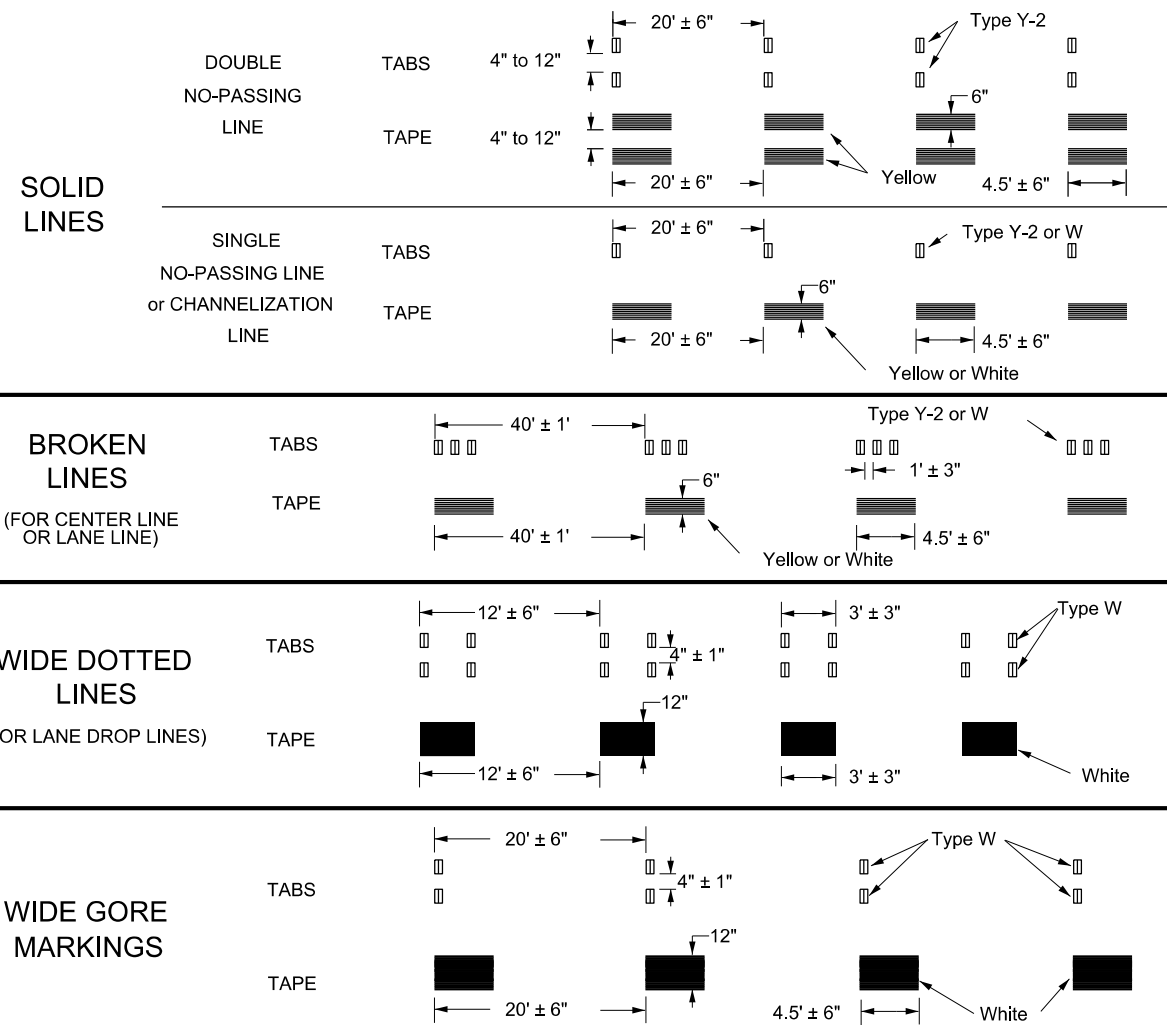 SOLID
LINES
DOUBLE
NO-PASSING
LINE
TABS
4" to 12"
20' ± 6"
Type Y-2
TAPE
4" to 12"
6"
20' ± 6"
Yellow
4.5' ± 6"
SINGLE
NO-PASSING LINE
or CHANNELIZATION
LINE
TABS
20' ± 6"
Type Y-2 or W
TAPE
6"
20' ± 6"
4.5' ± 6"
Yellow or White
BROKEN
LINES
(FOR CENTER LINE
OR LANE LINE)
TABS
40' ± 1'
Type Y-2 or W
1' ± 3"
TAPE
6"
40' ± 1'
4.5' ± 6"
Yellow or White
WIDE DOTTED
LINES
OR LANE DROP LINES)
TABS
12' ± 6"
3' ± 3"
Type W
4" ± 1"
TAPE
12"
12' ± 6"
3' ± 3"
White
WIDE GORE
MARKINGS
TABS
20' ± 6"
Type W
4" ± 1"
TAPE
12"
20' ± 6"
4.5' ± 6"
White